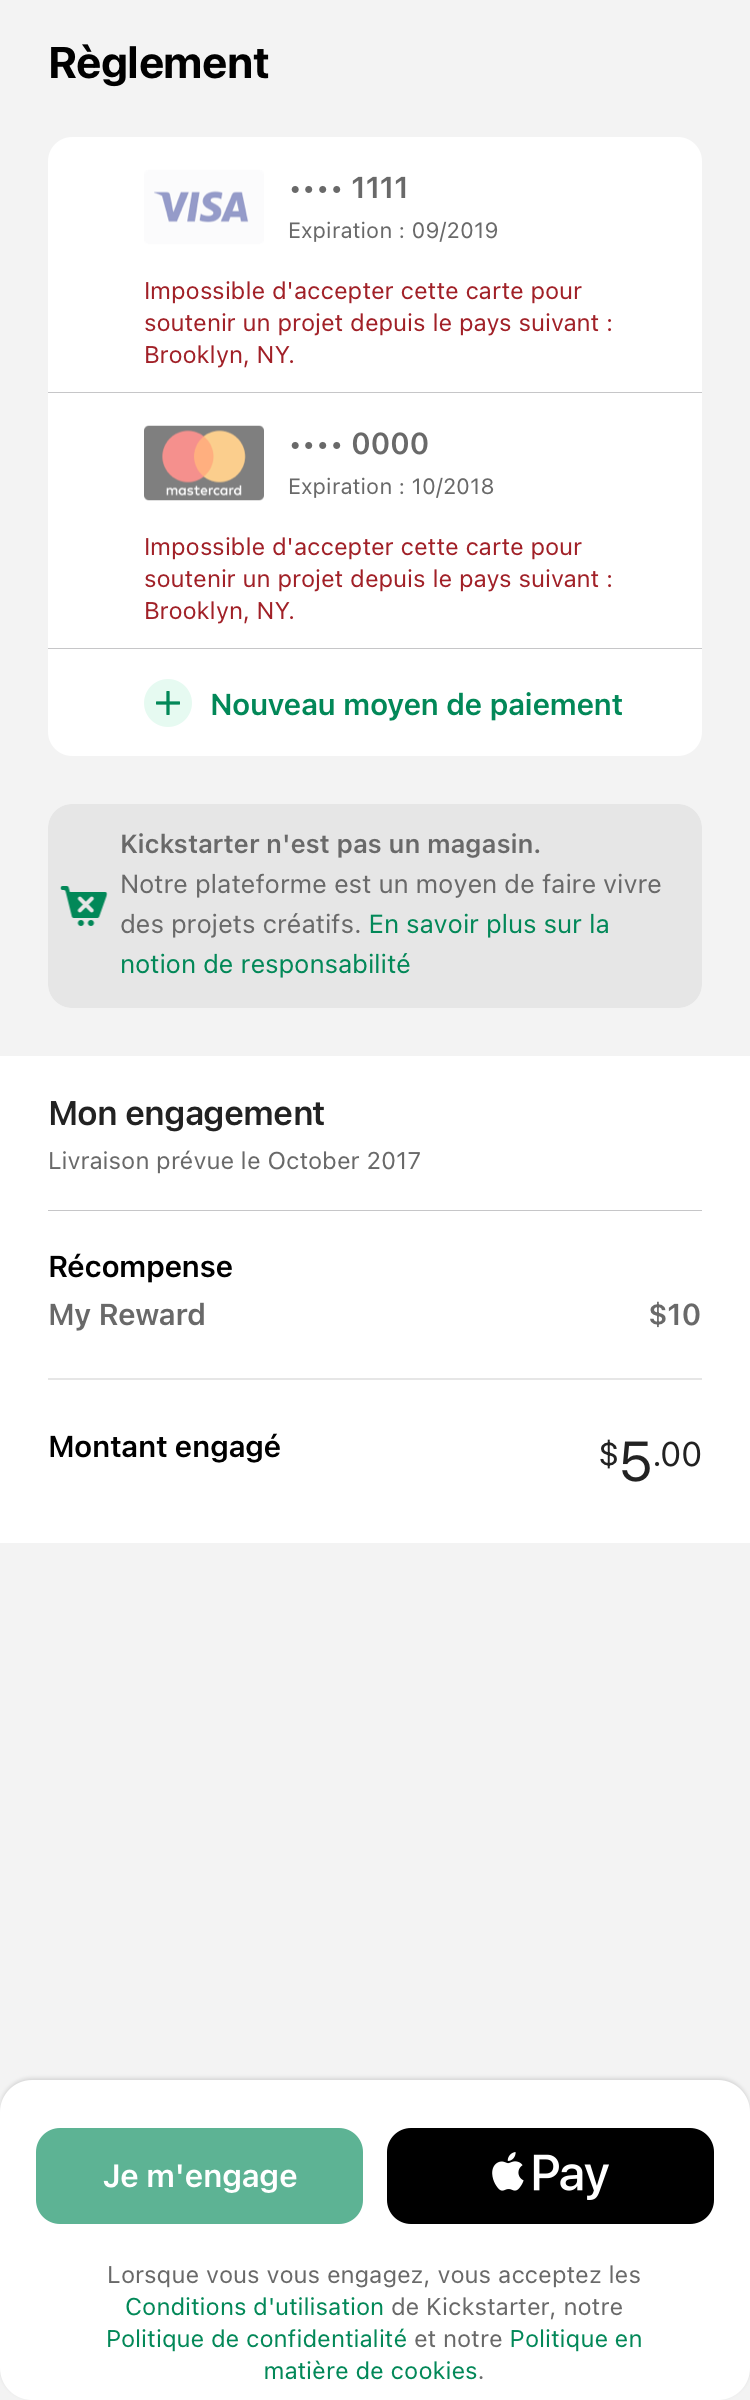 Règlement
VISA
•••• 1111
Expiration : 09/2019
Impossible d'accepter cette carte pour
soutenir un projet depuis le pays suivant :
Brooklyn, NY.
mastercard
•••• 0000
Expiration : 10/2018
Impossible d'accepter cette carte pour
soutenir un projet depuis le pays suivant :
Brooklyn, NY.
Nouveau moyen de paiement
Kickstarter n'est pas un magasin.
Notre plateforme est un moyen de faire vivre
des projets créatifs. En savoir plus sur la
notion de responsabilité
Mon engagement
Livraison prévue le October 2017
Récompense
My Reward $10
Montant engagé $5.00
Je m'engage
Pay
Lorsque vous vous engagez, vous acceptez les
Conditions d'utilisation de Kickstarter, notre
Politique de confidentialité et notre Politique en
matière de cookies.